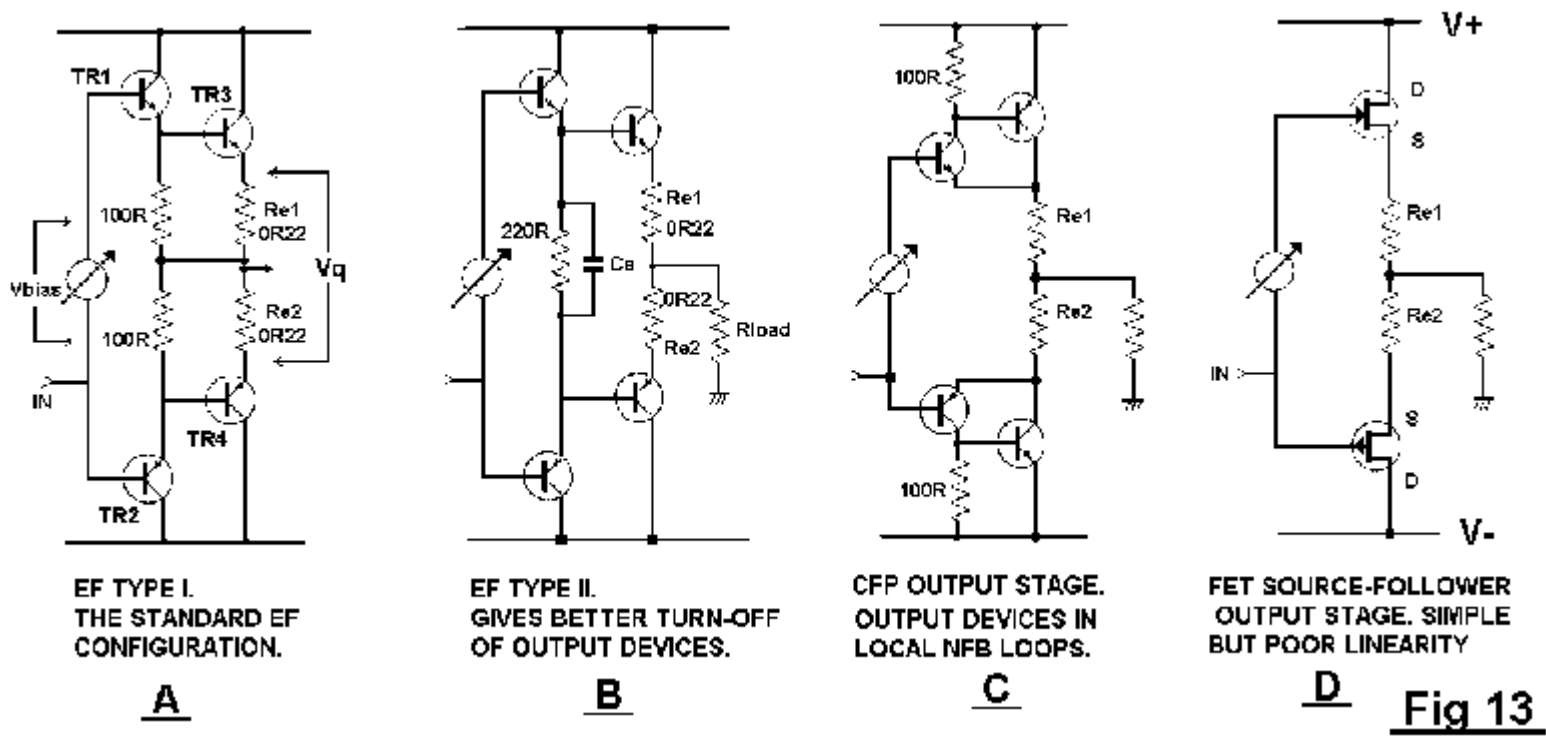 TR1
TR3
100R
Re1
0R22
Vbias
Vq
100R
Re2
0R22
IN
TR4
TR2
EF TYPE I.
THE STANDARD EF
CONFIGURATION.
A
Re1
0R22
220R
Cs
0R22
Re2
Rload
EF TYPE II.
GIVES BETTER TURN-OFF
OF OUTPUT DEVICES.
B
100R
Re1
Re2
100R
CFP OUTPUT STAGE.
OUTPUT DEVICES IN
LOCAL NFB LOOPS.
C
V+
D
S
Re1
Re2
IN
S
D
V-
FET SOURCE-FOLLOWER
OUTPUT STAGE. SIMPLE
BUT POOR LINEARITY
D
Fig 13